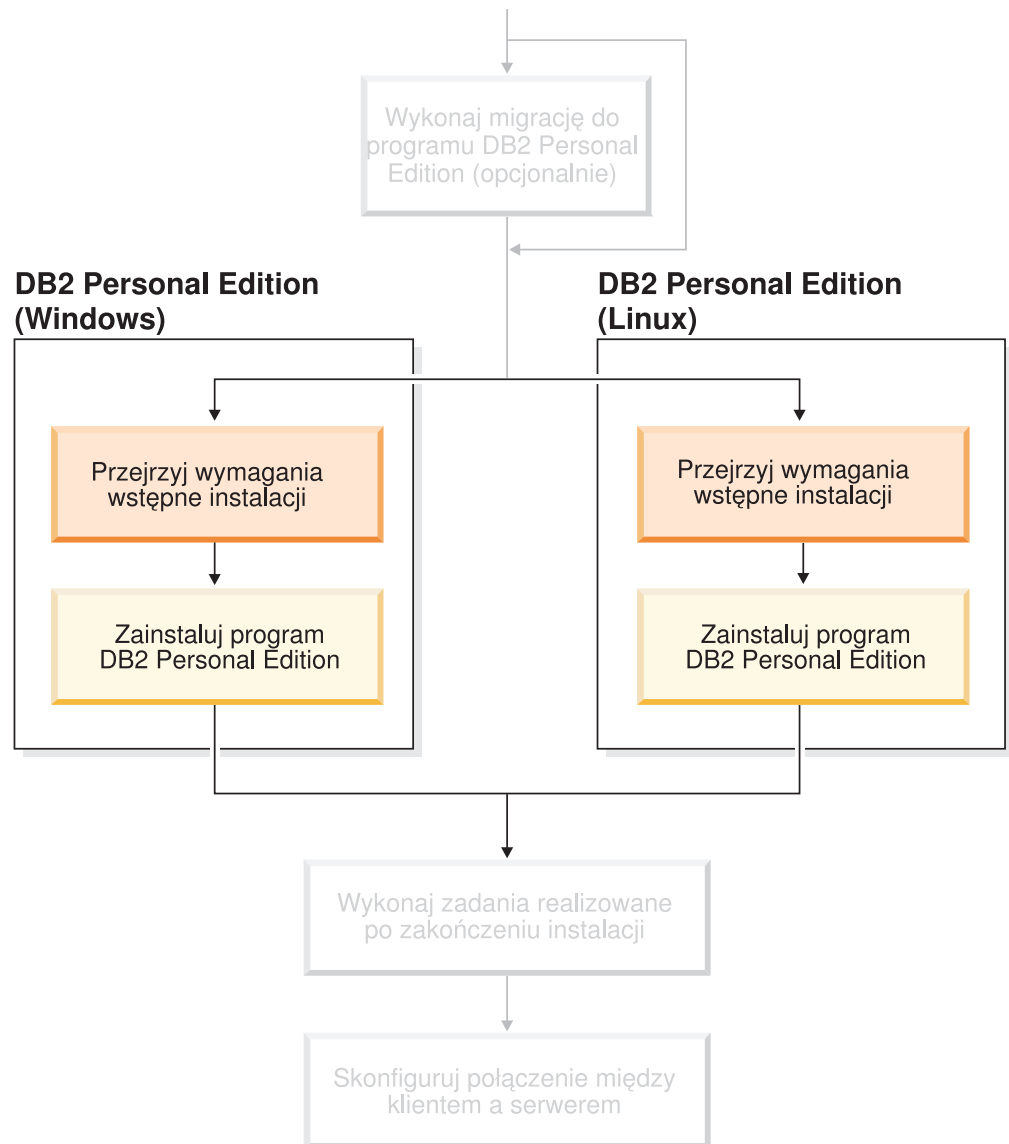 Wykonaj migrację do
programu DB2 Personal
Edition (opcjonalnie)
DB2 Personal Edition
(Windows)
DB2 Personal Edition
(Linux)
Przejrzyj wymagania
wstępne instalacji
Przejrzyj wymagania
wstępne instalacji
Zainstaluj program
DB2 Personal Edition
Zainstaluj program
DB2 Personal Edition
Wykonaj zadania realizowane
po zakończeniu instalacji
Skonfiguruj połączenie między
klientem a serwerem